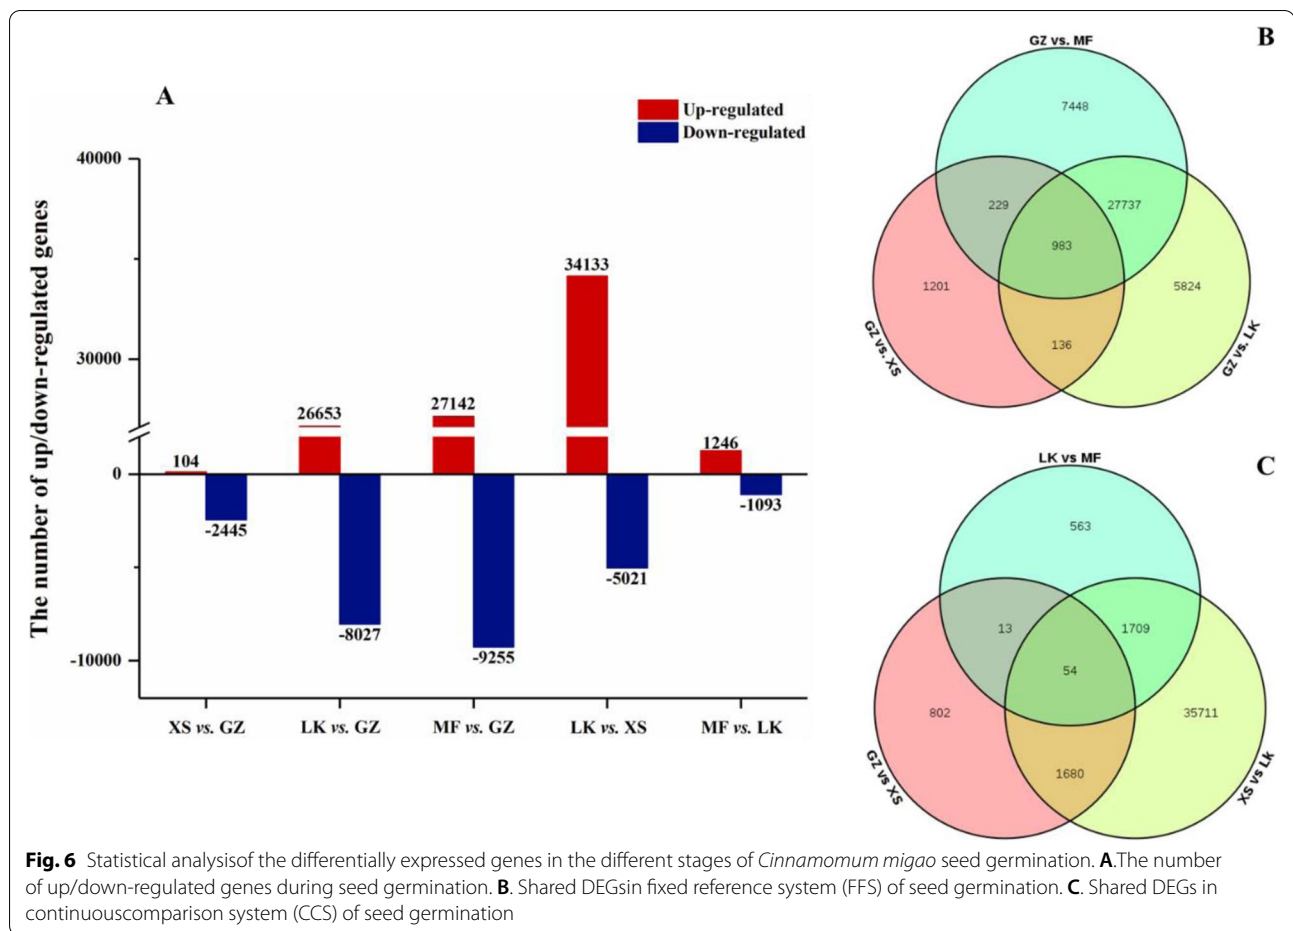 A
Up-regulated
Down-regulated
The number of up/down-regulated genes
40000
30000
0
-10000
104
-2445
26653
-8027
27142
-9255
34133
-5021
1246
-1093
XS vs. GZ
LK vs. GZ
MF vs. GZ
LK vs. XS
MF vs. LK
B
GZ vs. MF
7448
229
27737
983
1201
5824
136
GZ vs. XS
GZ vs. LK
C
LK vs MF
563
13
1709
54
802
35711
1680
GZ vs XS
XS vs Lk
Fig. 6 Statistical analysisof the differentially expressed genes in the different stages of Cinnamomum migao seed germination. A.The number
of up/down-regulated genes during seed germination. B. Shared DEGsin fixed reference system (FFS) of seed germination. C. Shared DEGs in
continuouscomparison system (CCS) of seed germination